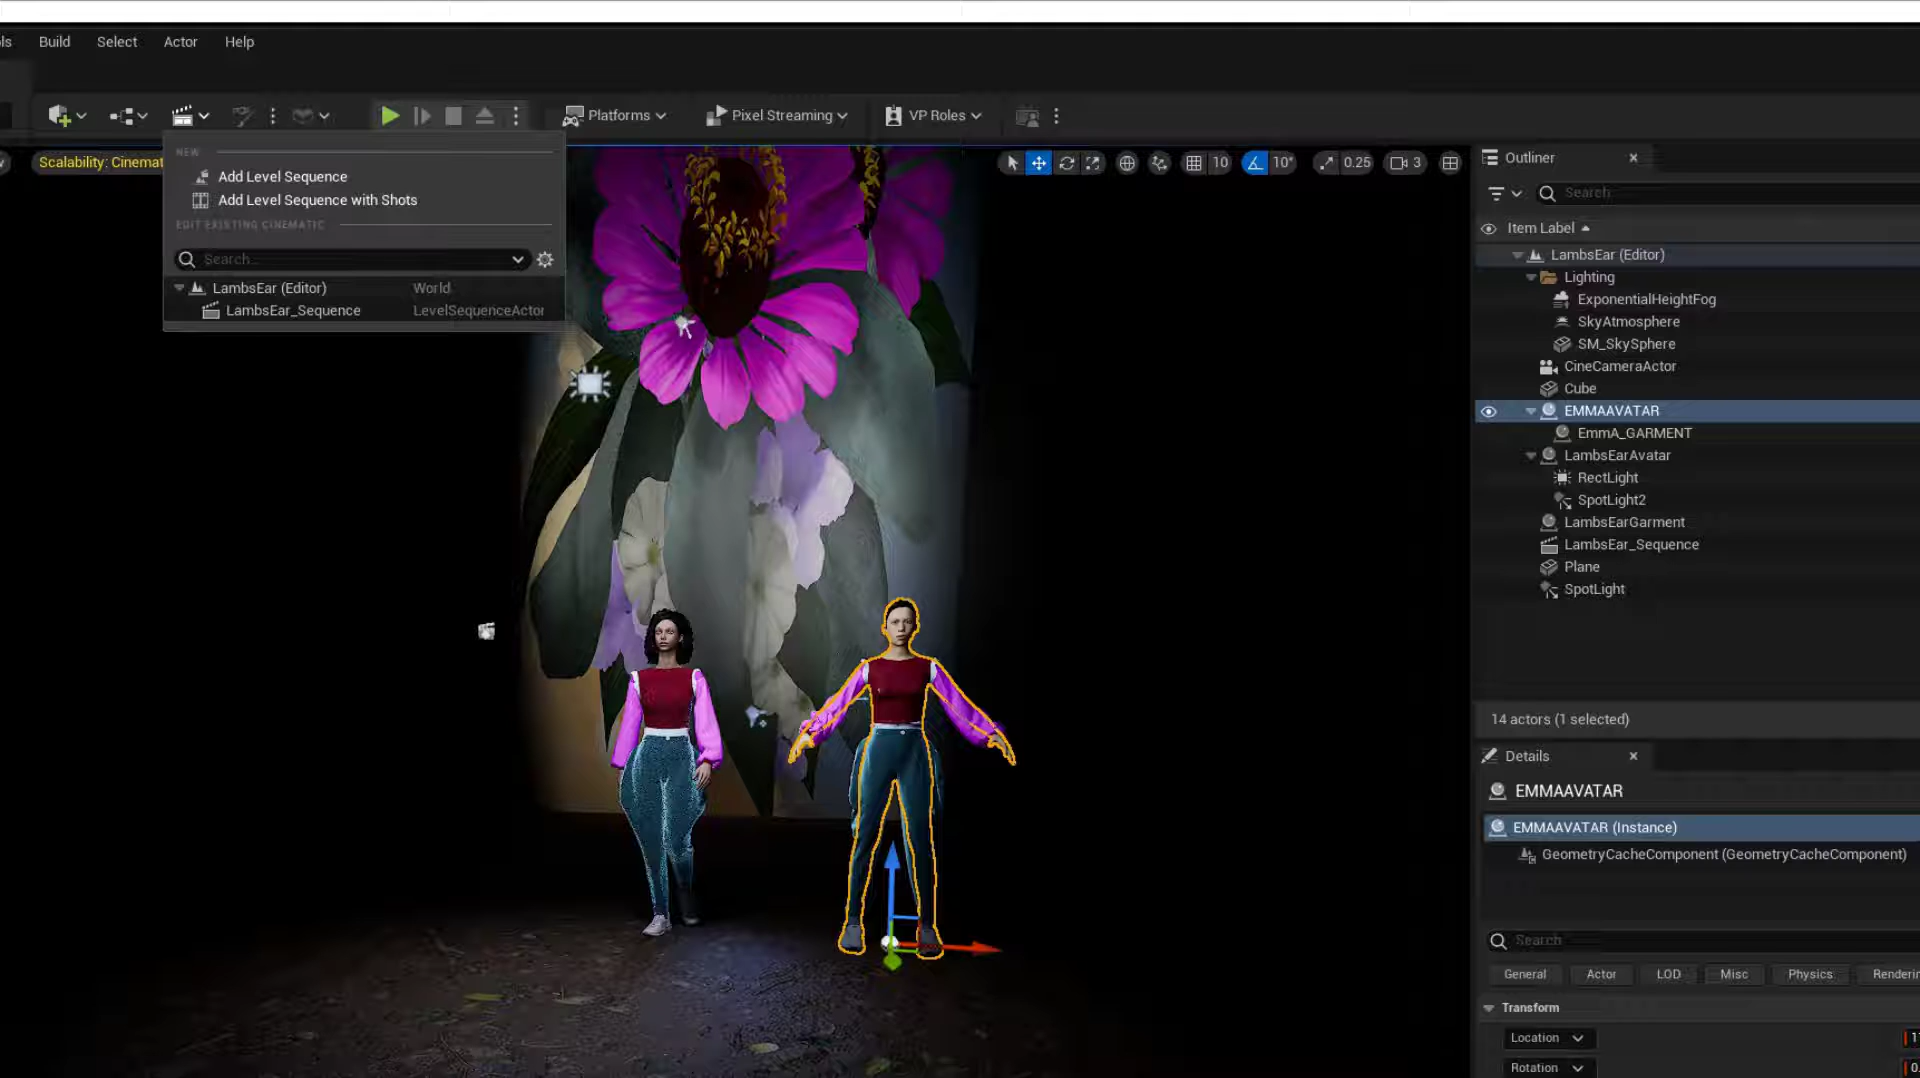 ls Build Select Actor Help
Platforms Pixel Streaming VP Roles
Scalability: Cinemat
NEW
Add Level Sequence
Add Level Sequence with Shots
EDIT EXISTING CINEMATIC
Search...
LambsEar (Editor) World
LambsEar_Sequence LevelSequenceActor
10 10° 0.25 3
Outliner
Search
Item Label
LambsEar (Editor)
Lighting
ExponentialHeightFog
SkyAtmosphere
SM_SkySphere
CineCameraActor
Cube
EMMAAVATAR
EmmA_GARMENT
LambsEarAvatar
RectLight
SpotLight2
LambsEarGarment
LambsEar_Sequence
Plane
SpotLight
14 actors (1 selected)
Details
EMMAAVATAR
EMMAAVATAR (Instance)
GeometryCacheComponent (GeometryCacheComponent)
Search
General Actor LOD Misc Physics Renderin
Transform
Location
Rotation